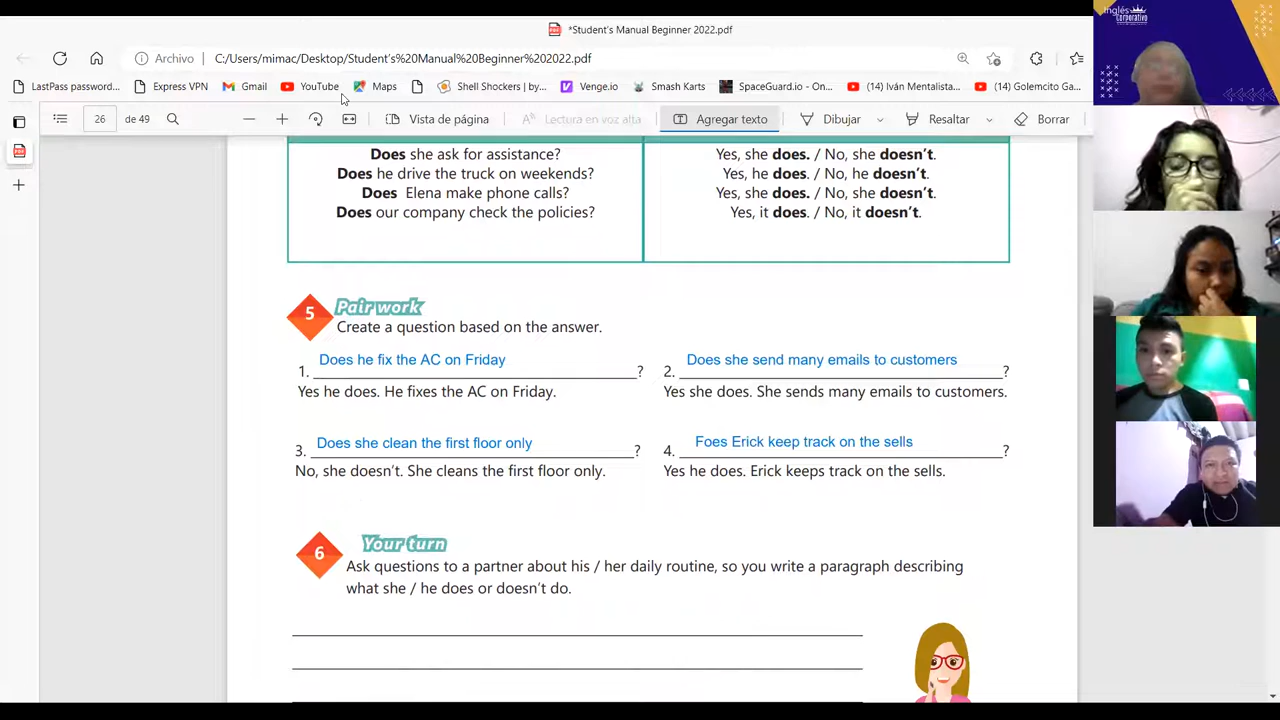 *Student's Manual Beginner 2022.pdf
Archivo C:/Users/mimac/Desktop/Student's%20Manual%20Beginner%202022.pdf
LastPass password... Express VPN Gmail YouTube Maps Shell Shockers | by... Venge.io Smash Karts SpaceGuard.io - On... (14) Iván Mentalista... (14) Golemcito Ga...
26 de 49 Vista de página Lectura en voz alta Agregar texto Dibujar Resaltar Borrar
Inglés
Corporativo
Does she ask for assistance? Yes, she does. / No, she doesn't.
Does he drive the truck on weekends? Yes, he does. / No, he doesn't.
Does Elena make phone calls? Yes, she does. / No, she doesn't.
Does our company check the policies? Yes, it does. / No, it doesn't.
5 Pair work
Create a question based on the answer.
Does he fix the AC on Friday Does she send many emails to customers
1. ? 2. ?
Yes he does. He fixes the AC on Friday. Yes she does. She sends many emails to customers.
Does she clean the first floor only Foes Erick keep track on the sells
3. ? 4. ?
No, she doesn't. She cleans the first floor only. Yes he does. Erick keeps track on the sells.
6 Your turn
Ask questions to a partner about his / her daily routine, so you write a paragraph describing
what she / he does or doesn't do.